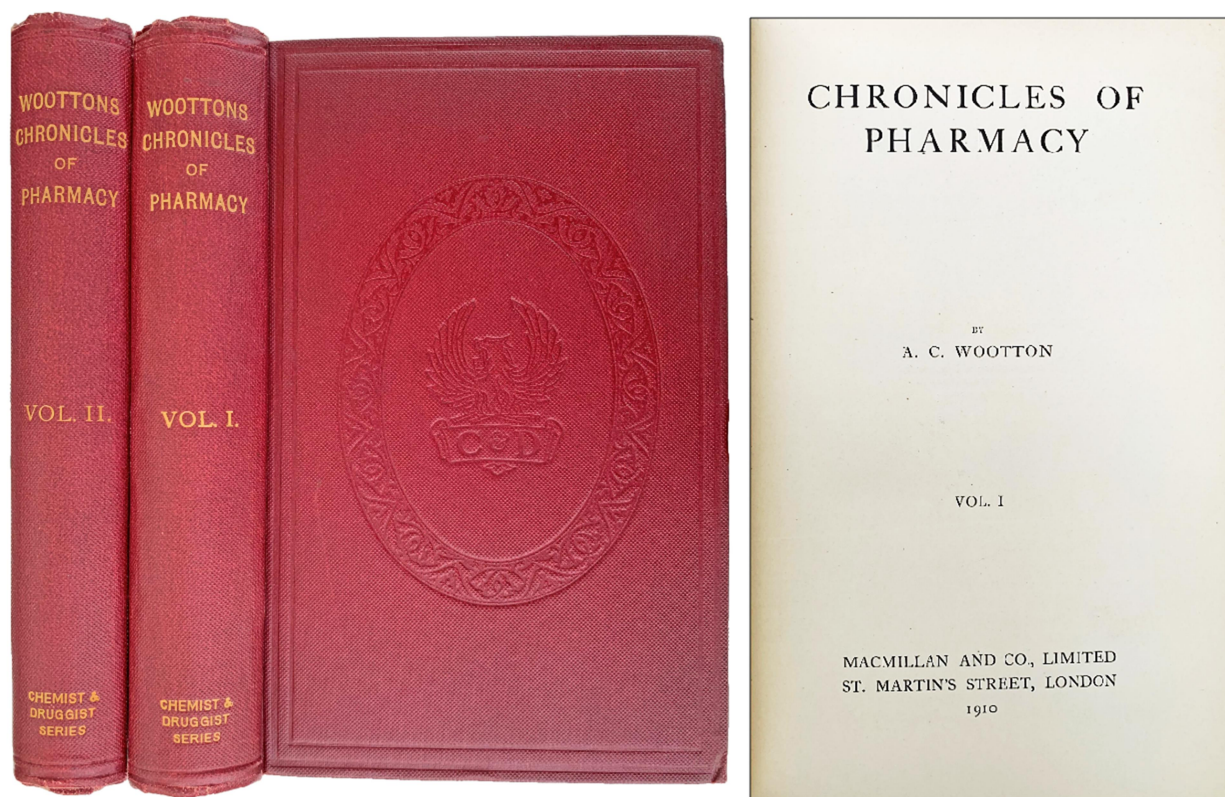 WOOTTONS
CHRONICLES
OF
PHARMACY
VOL. II.
CHEMIST &
DRUGGIST
SERIES
WOOTTONS
CHRONICLES
OF
PHARMACY
VOL. I.
CHEMIST &
DRUGGIST
SERIES
C&D
CHRONICLES OF
PHARMACY
BY
A. C. WOOTTON
VOL. I
MACMILLAN AND CO., LIMITED
ST. MARTIN'S STREET, LONDON
1910